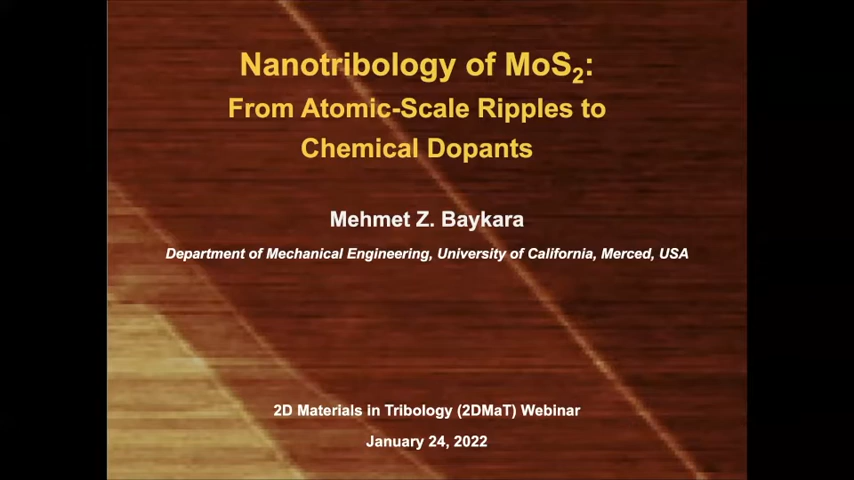 Nanotribology of MoS₂:
From Atomic-Scale Ripples to
Chemical Dopants
Mehmet Z. Baykara
Department of Mechanical Engineering, University of California, Merced, USA
2D Materials in Tribology (2DMaT) Webinar
January 24, 2022